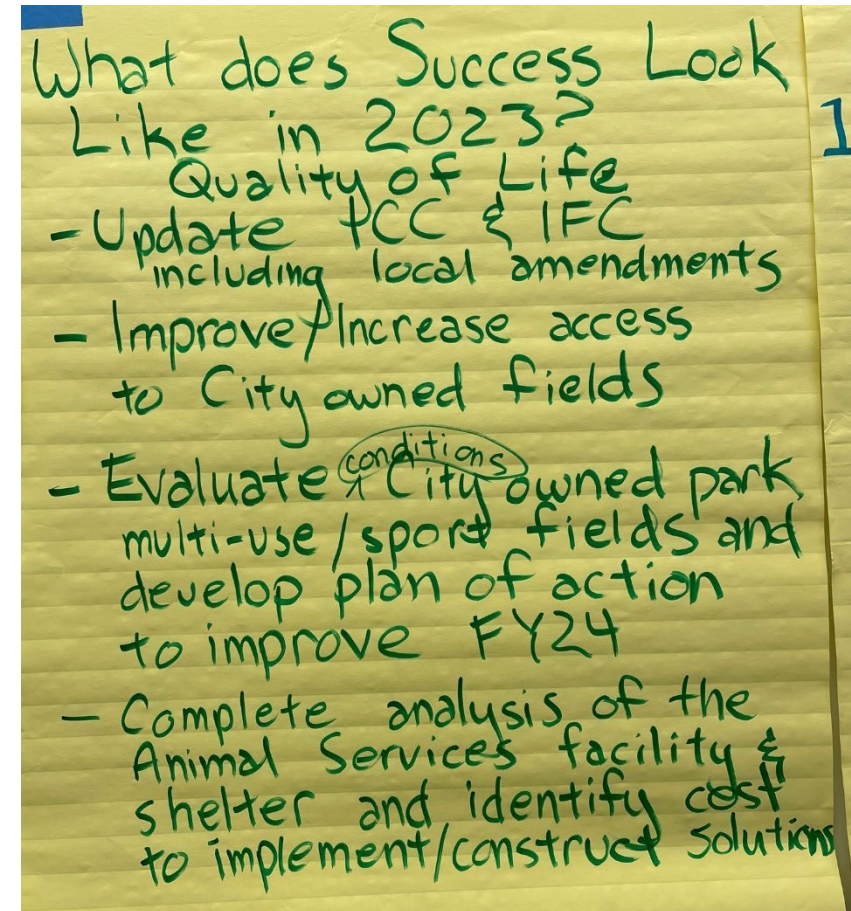 What does Success Look
Like in 2023?
Quality of Life
- Update PCC & IFC
including local amendments
- Improve/Increase access
to City owned fields
- Evaluate conditions City owned park
multi-use/sport fields and
develop plan of action
to improve FY24
- Complete analysis of the
Animal Services facility &
shelter and identify cost
to implement/construct solutions
1